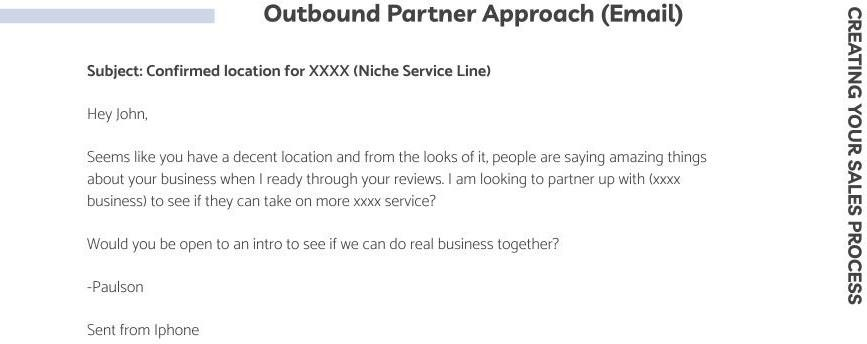 Outbound Partner Approach (Email)
Subject: Confirmed location for XXXX (Niche Service Line)
Hey John,
Seems like you have a decent location and from the looks of it, people are saying amazing things
about your business when I ready through your reviews. I am looking to partner up with (xxxx
business) to see if they can take on more xxxx service?
Would you be open to an intro to see if we can do real business together?
-Paulson
Sent from Iphone
CREATING YOUR SALES PROCESS